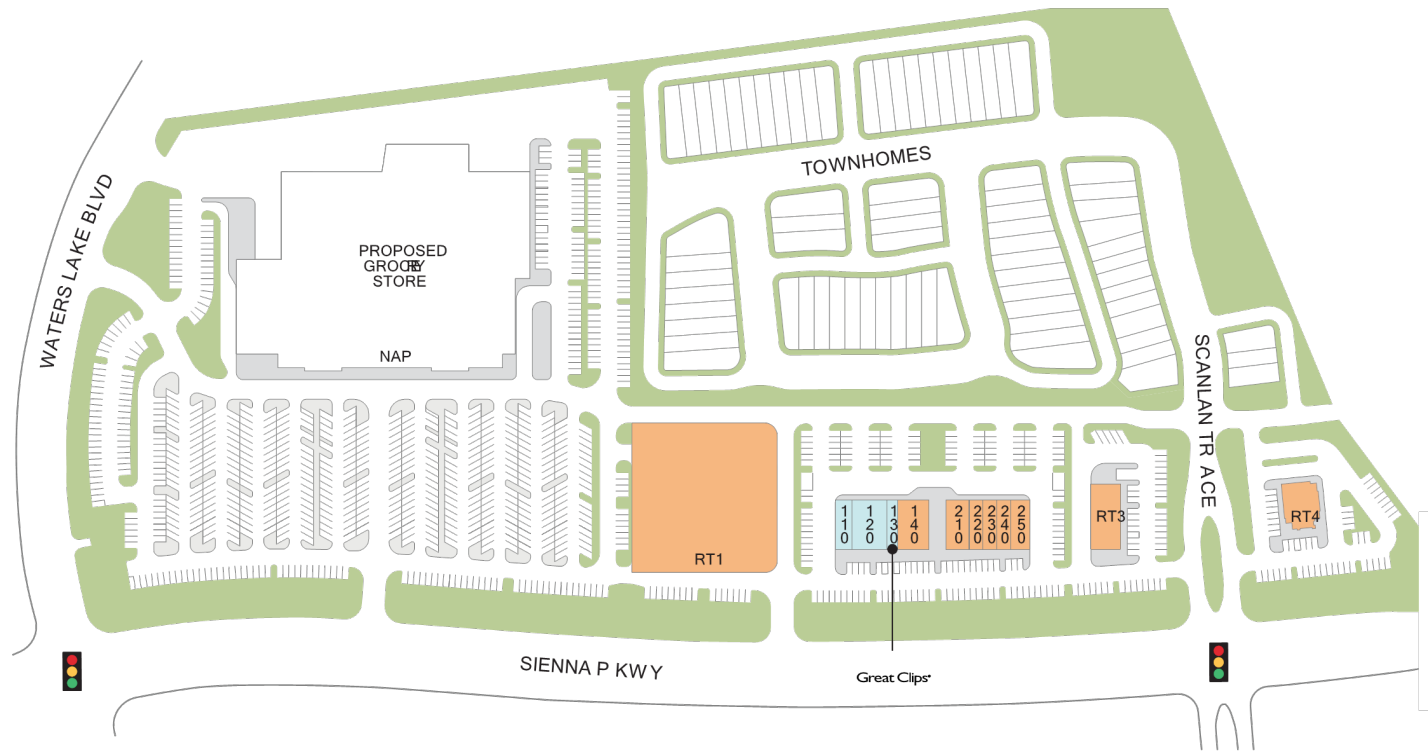 TOWNHOMES
WATERS LAKE BLVD
PROPOSED
GROCERY
STORE
NAP
SCANLAN TR ACE
110
120
130
140
210
220
230
240
250
RT3
RT4
RT1
SIENNA P KWY
Great Clips